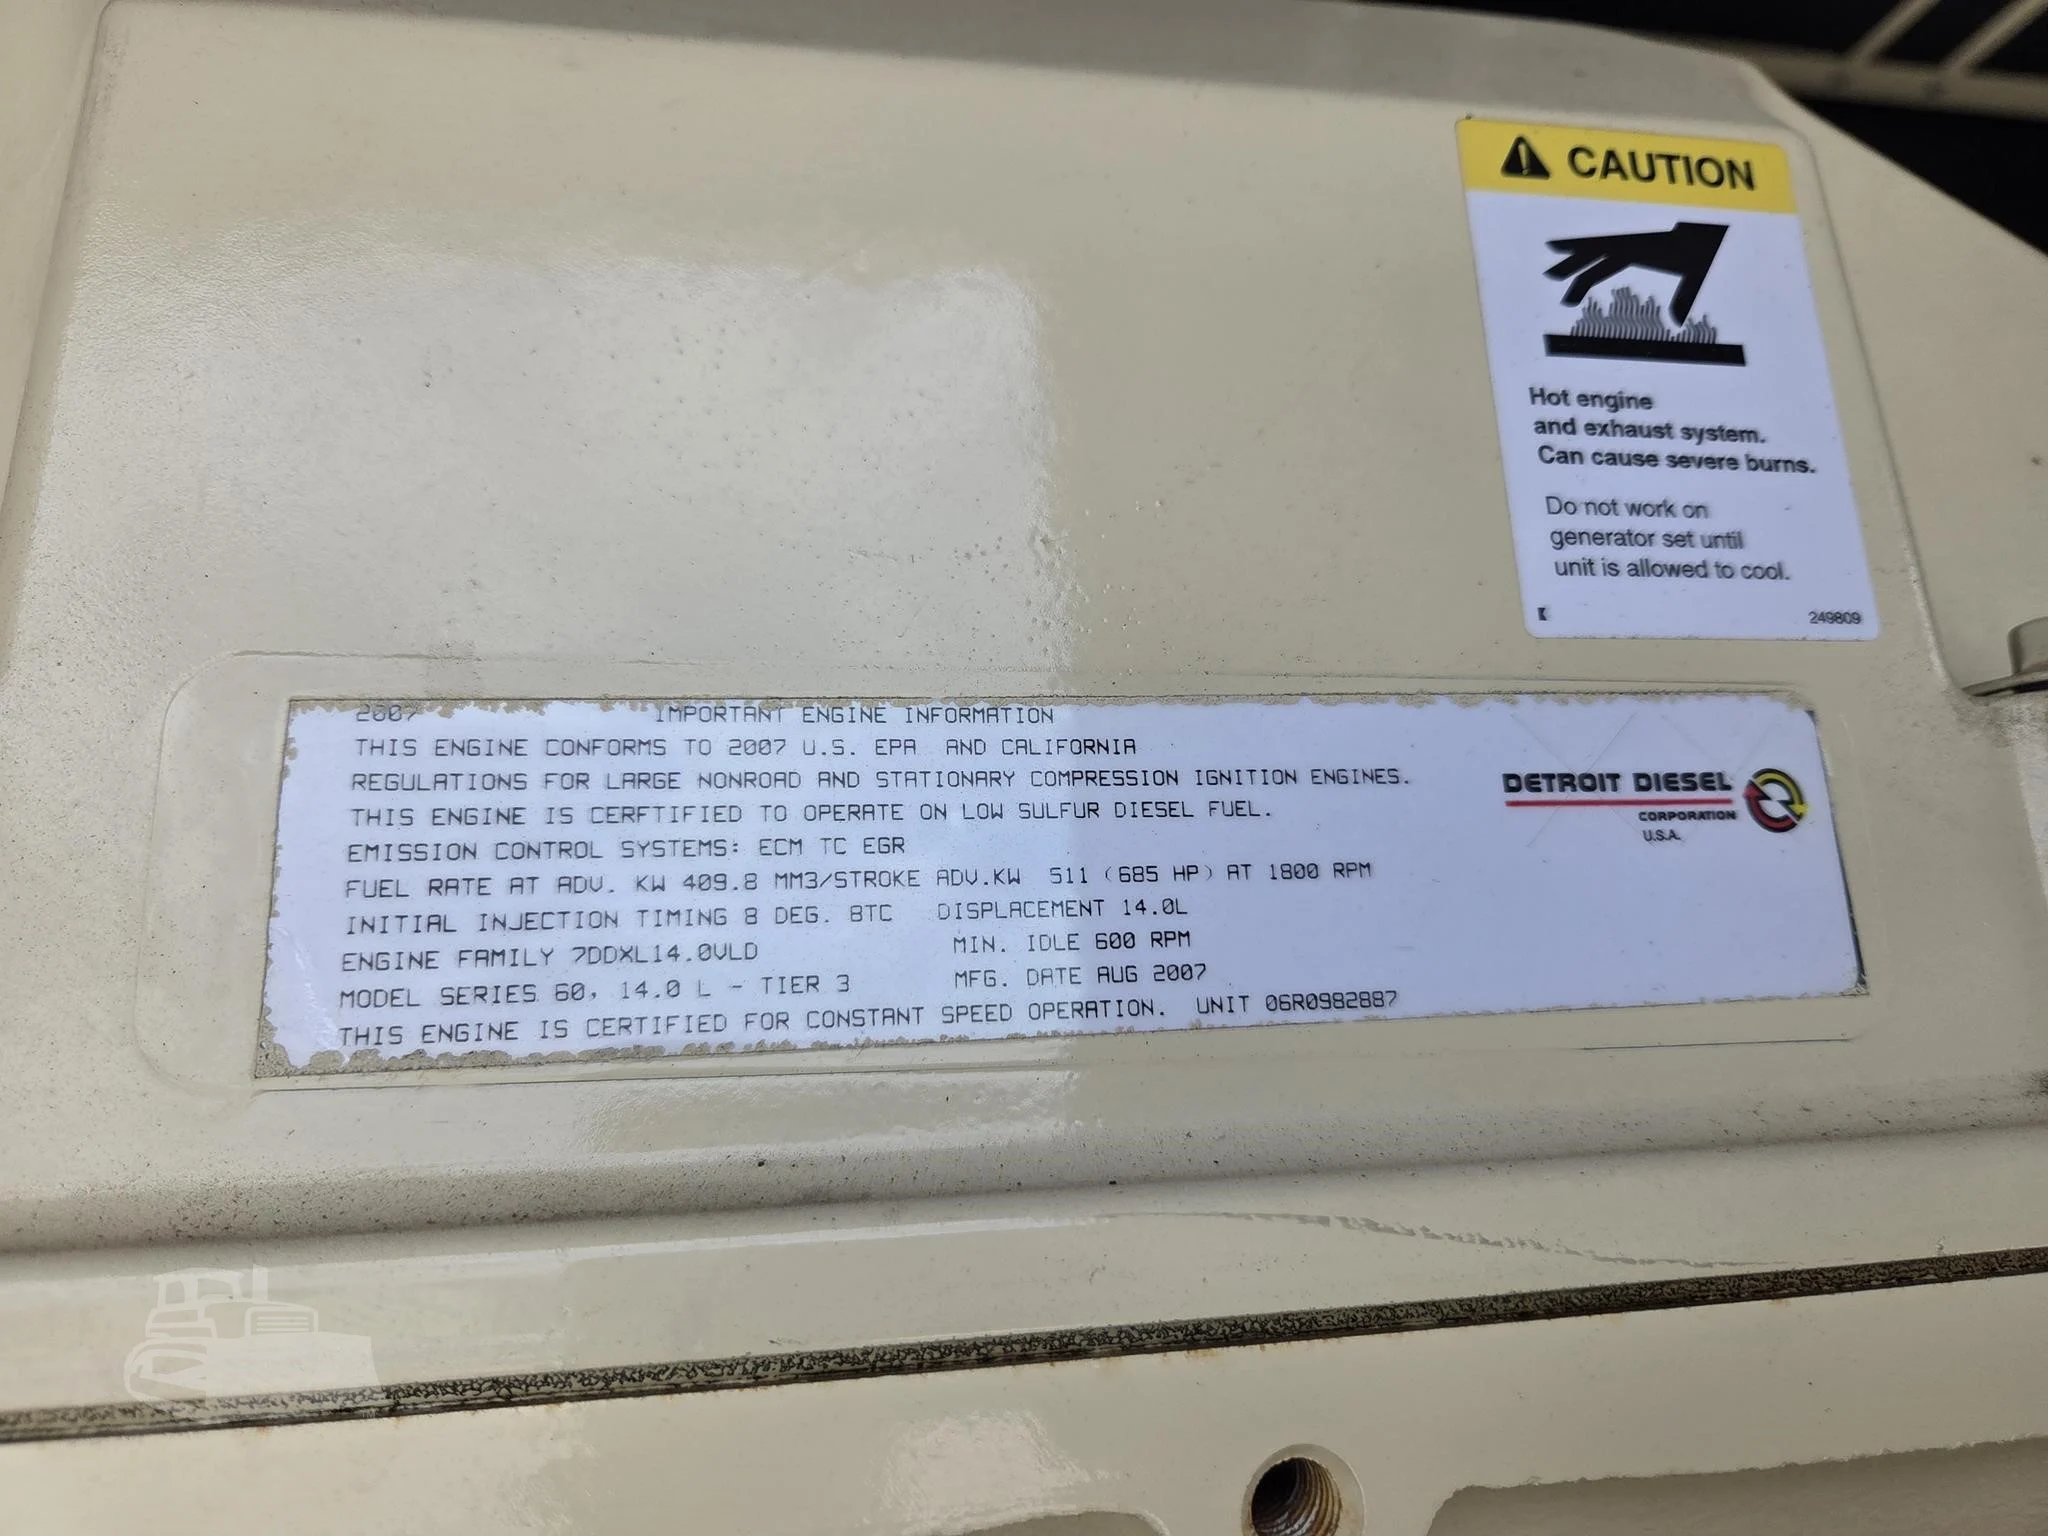 CAUTION
Hot engine
and exhaust system.
Can cause severe burns.
Do not work on
generator set until
unit is allowed to cool.
K 249809
2007 IMPORTANT ENGINE INFORMATION
THIS ENGINE CONFORMS TO 2007 U.S. EPA AND CALIFORNIA
REGULATIONS FOR LARGE NONROAD AND STATIONARY COMPRESSION IGNITION ENGINES.
THIS ENGINE IS CERFTIFIED TO OPERATE ON LOW SULFUR DIESEL FUEL.
EMISSION CONTROL SYSTEMS: ECM TC EGR
FUEL RATE AT ADV. KW 409.8 MM3/STROKE ADV.KW 511 (685 HP) AT 1800 RPM
INITIAL INJECTION TIMING 8 DEG. BTC DISPLACEMENT 14.0L
ENGINE FAMILY 7DDXL14.0VLD MIN. IDLE 600 RPM
MODEL SERIES 60, 14.0 L - TIER 3 MFG. DATE AUG 2007
THIS ENGINE IS CERTIFIED FOR CONSTANT SPEED OPERATION. UNIT 06R0982887
DETROIT DIESEL
CORPORATION
U.S.A.